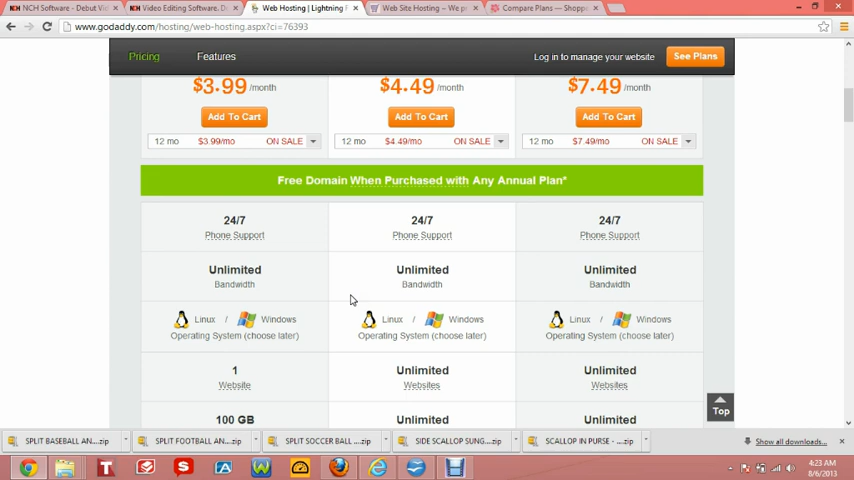 NCH Software - Debut Vid
Video Editing Software. D
Web Hosting | Lightning F
Web Site Hosting – We p
Compare Plans — Shoppe
www.godaddy.com/hosting/web-hosting.aspx?ci=76393
Pricing
Features
Log in to manage your website
See Plans
$3.99 /month
$4.49 /month
$7.49 /month
Add To Cart
Add To Cart
Add To Cart
12 mo $3.99/mo ON SALE
12 mo $4.49/mo ON SALE
12 mo $7.49/mo ON SALE
Free Domain When Purchased with Any Annual Plan*
24/7
Phone Support
24/7
Phone Support
24/7
Phone Support
Unlimited
Bandwidth
Unlimited
Bandwidth
Unlimited
Bandwidth
Linux / Windows
Operating System (choose later)
Linux / Windows
Operating System (choose later)
Linux / Windows
Operating System (choose later)
1
Website
Unlimited
Websites
Unlimited
Websites
100 GB
Unlimited
Unlimited
Top
SPLIT BASEBALL AN....zip
SPLIT FOOTBALL AN....zip
SPLIT SOCCER BALL ....zip
SIDE SCALLOP SUNG....zip
SCALLOP IN PURSE - ....zip
Show all downloads...
4:23 AM
8/6/2013